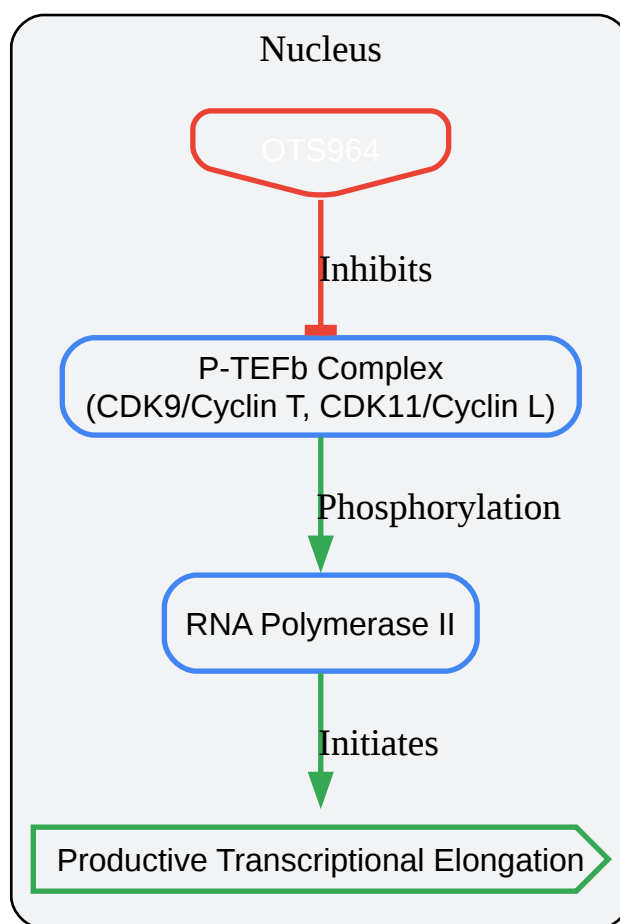 Nucleus
OTS964
Inhibits
P-TEFb Complex
(CDK9/Cyclin T, CDK11/Cyclin L)
Phosphorylation
RNA Polymerase II
Initiates
Productive Transcriptional Elongation